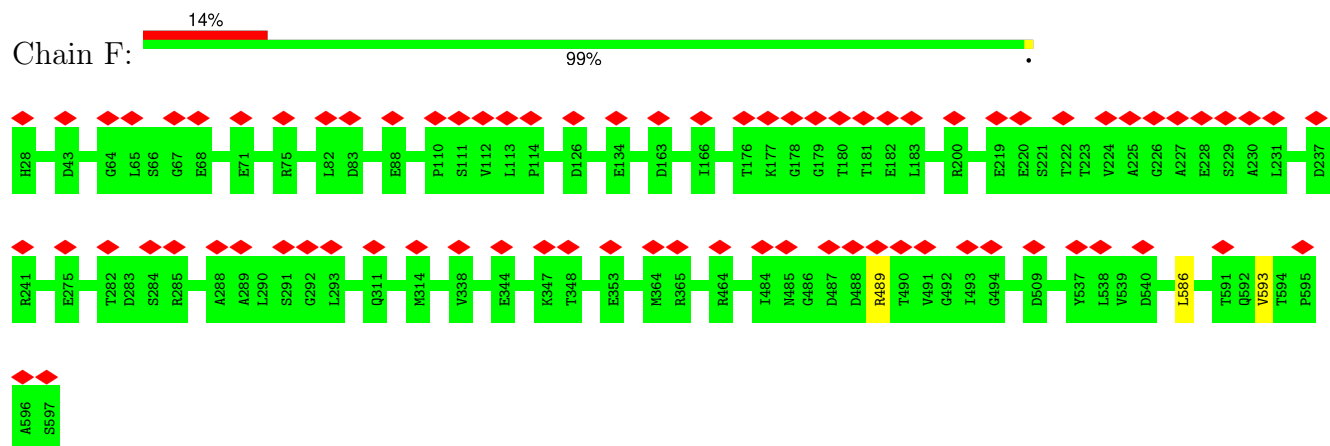 14%
Chain F:
99%
•
H28 D43 G64 L65 S66 G67 E68 E71 R75 L82 D83 E88 P110 S111 V112 L113 P114 D126 E134 D163 I166 T176 K177 G178 G179 T180 T181 E182 L183 R200 E219 E220 S221 T222 T223 V224 A225 G226 A227 E228 S229 A230 L231 D237
R241 E275 T282 D283 S284 R285 A288 A289 L290 S291 G292 L293 Q311 M314 V338 E344 K347 T348 E353 M364 R365 R464 I484 N485 G486 D487 D488 R489 T490 V491 G492 I493 G494 D509 Y537 L538 V539 D540 L586 T591 Q592 V593 T594 P595
A596 S597